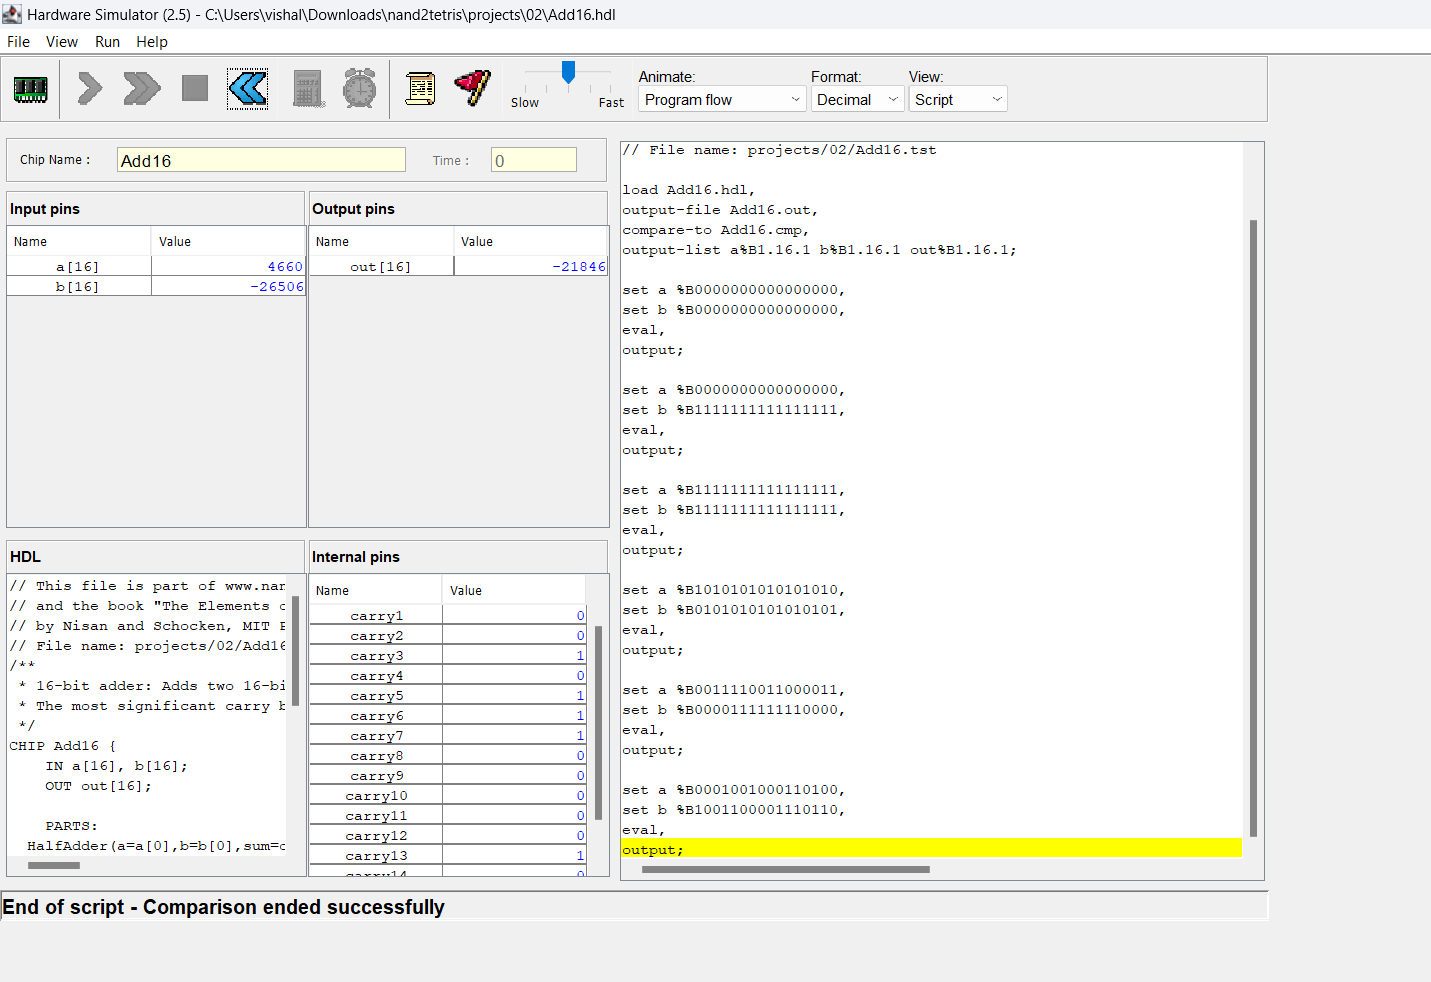 Hardware Simulator (2.5) - C:\Users\vishal\Downloads\nand2tetris\projects\02\Add16.hdl
File View Run Help
Slow Fast
Animate: Format: View:
Program flow Decimal Script
Chip Name : Add16 Time : 0
Input pins
Name Value
a[16] 4660
b[16] -26506
Output pins
Name Value
out[16] -21846
HDL
// This file is part of www.nan
// and the book "The Elements o
// by Nisan and Schocken, MIT P
// File name: projects/02/Add16
/**
* 16-bit adder: Adds two 16-bi
* The most significant carry b
*/
CHIP Add16 {
IN a[16], b[16];
OUT out[16];
PARTS:
HalfAdder(a=a[0],b=b[0],sum=o
Internal pins
Name Value
carry1 0
carry2 0
carry3 1
carry4 0
carry5 1
carry6 1
carry7 1
carry8 0
carry9 0
carry10 0
carry11 0
carry12 0
carry13 1
carry14 0
// File name: projects/02/Add16.tst
load Add16.hdl,
output-file Add16.out,
compare-to Add16.cmp,
output-list a%B1.16.1 b%B1.16.1 out%B1.16.1;
set a %B0000000000000000,
set b %B0000000000000000,
eval,
output;
set a %B0000000000000000,
set b %B1111111111111111,
eval,
output;
set a %B1111111111111111,
set b %B1111111111111111,
eval,
output;
set a %B1010101010101010,
set b %B0101010101010101,
eval,
output;
set a %B0011110011000011,
set b %B0000111111110000,
eval,
output;
set a %B0001001000110100,
set b %B1001100001110110,
eval,
output;
End of script - Comparison ended successfully